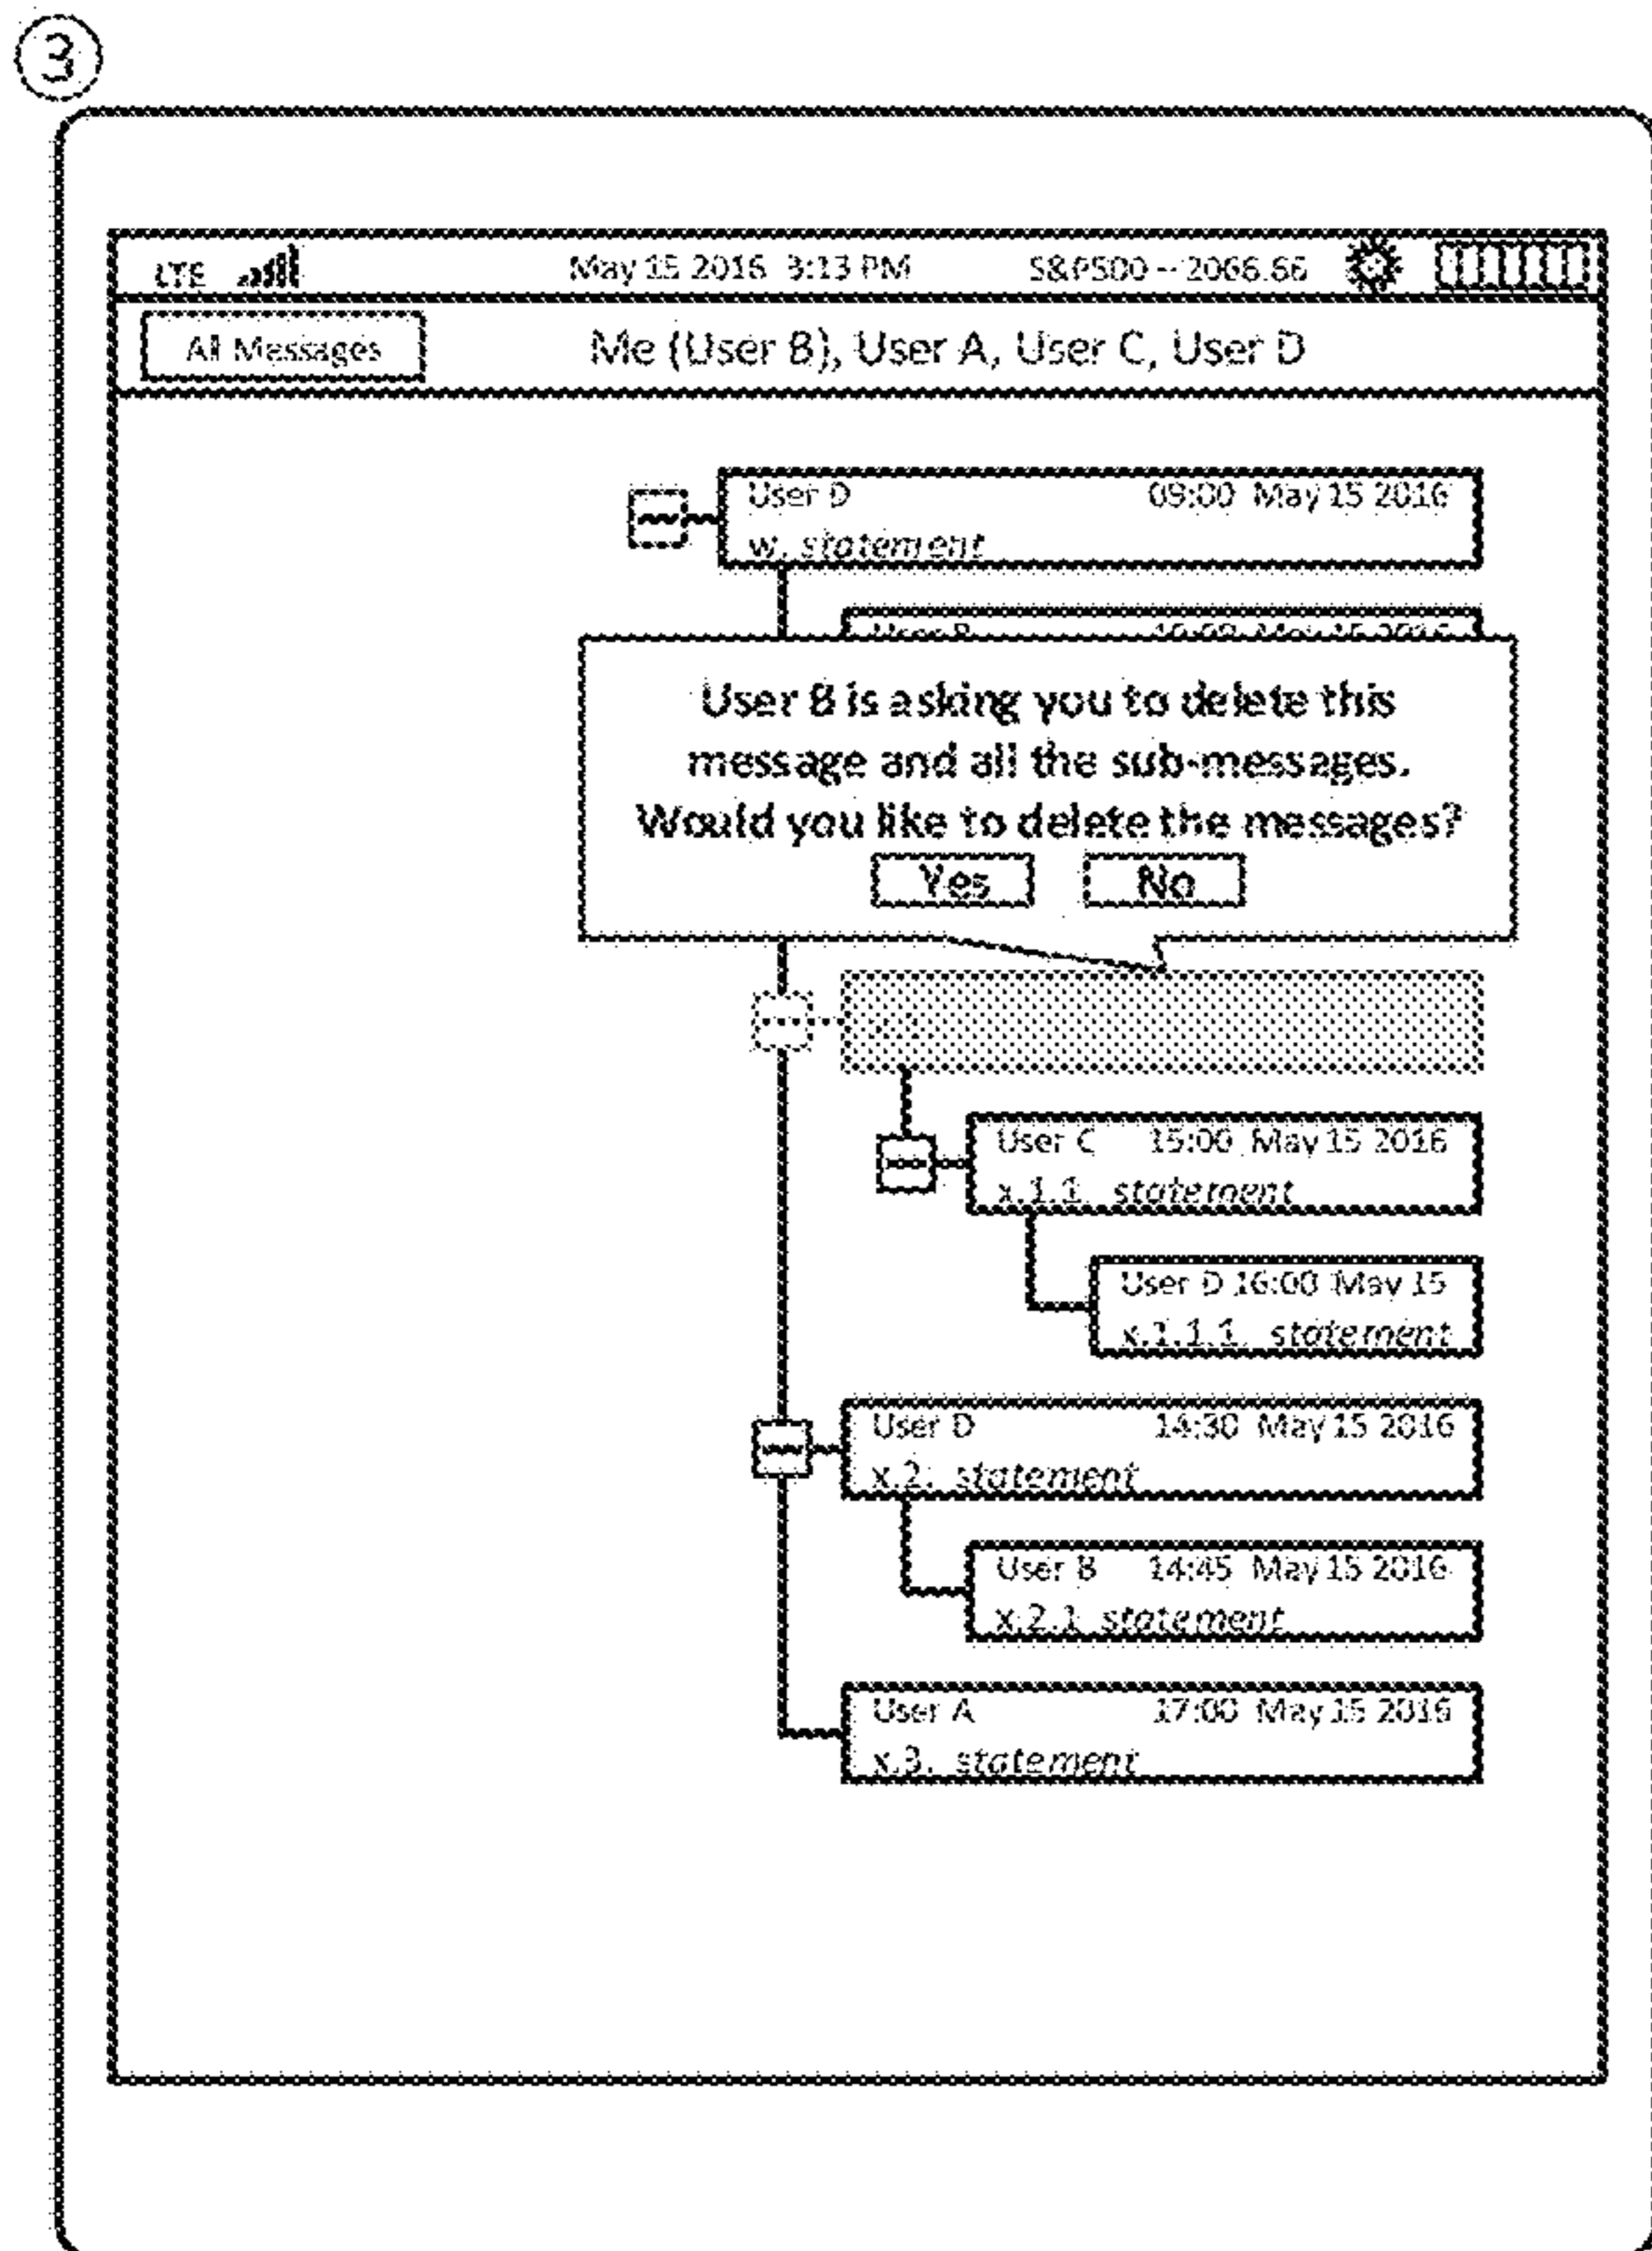 3
LTE May 15 2016 3:13 PM S&P500 -- 2066.66
All Messages Me (User B), User A, User C, User D
User D 09:00 May 15 2016
w. statement
User B May 15 2016
User B is asking you to delete this
message and all the sub-messages.
Would you like to delete the messages?
Yes No
User C 15:00 May 15 2016
x.1.1. statement
User D 16:00 May 15
x.1.1.1. statement
User D 14:30 May 15 2016
x.2. statement
User B 14:45 May 15 2016
x.2.1 statement
User A 17:00 May 15 2016
x.3. statement